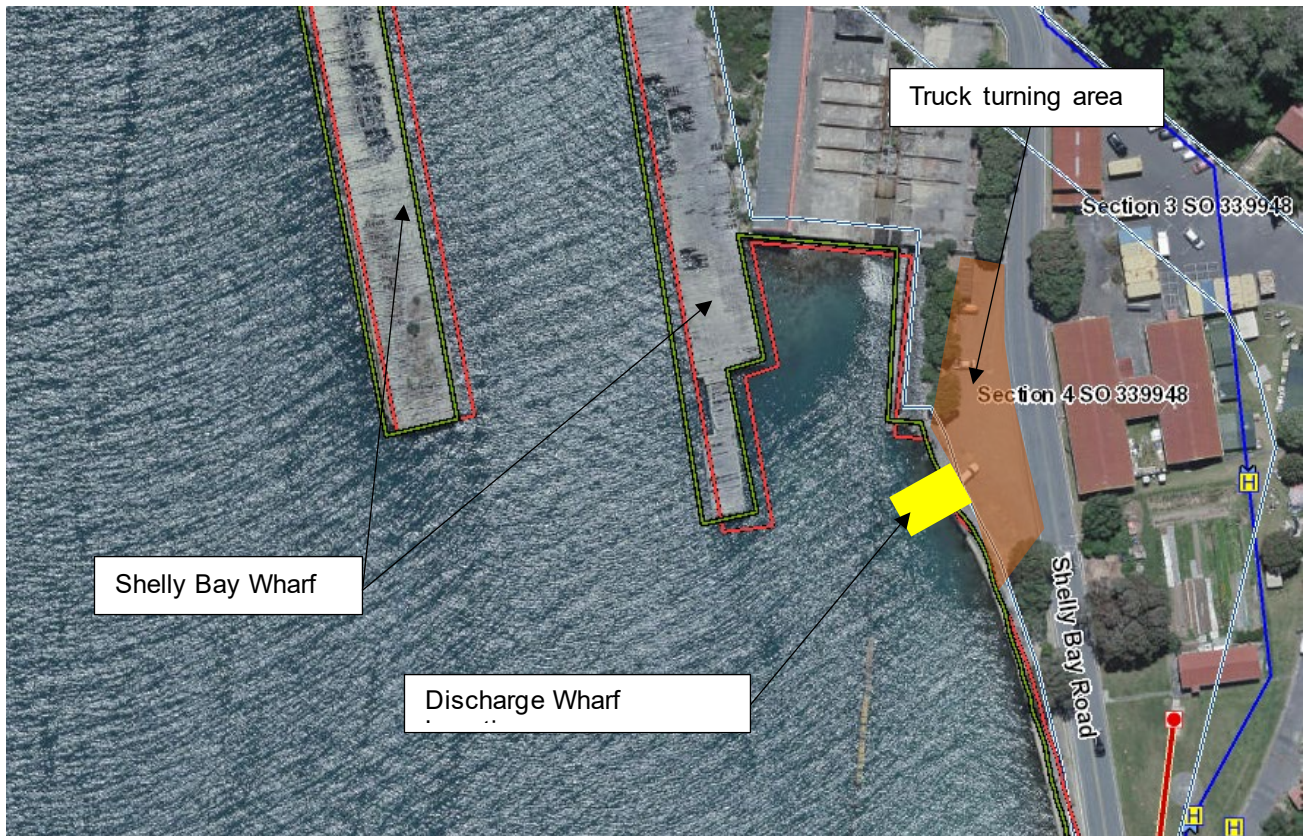 Truck turning area
Section 3 SO 339948
Section 4 SO 339948
H
Shelly Bay Wharf
Shelly Bay Road
Discharge Wharf
H
H